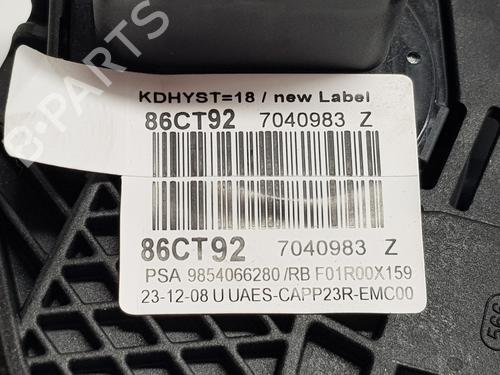 KDHYST=18 / new Label
86CT92 7040983 Z
86CT92 7040983 Z
PSA 9854066280/RB F01R00X159
23-12-08 U UAES-CAPP23R-EMC00
B-PARTS